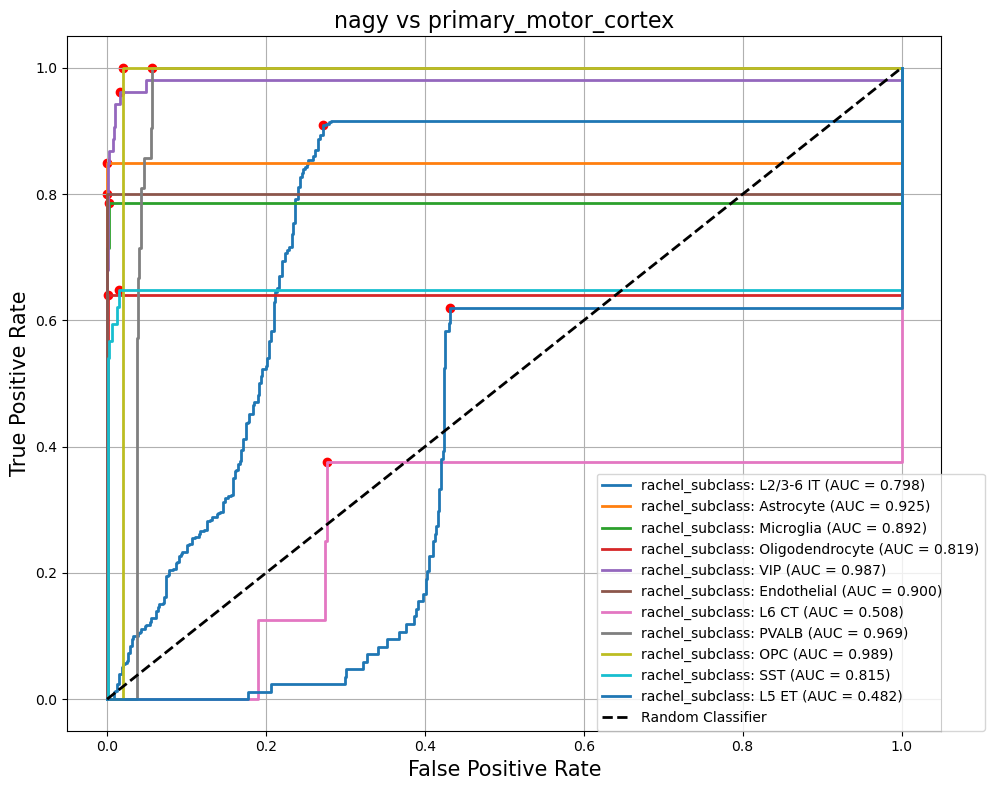 nagy vs primary_motor_cortex
True Positive Rate
1.0
0.8
0.6
0.4
0.2
0.0
rachel_subclass: L2/3-6 IT (AUC = 0.798)
rachel_subclass: Astrocyte (AUC = 0.925)
rachel_subclass: Microglia (AUC = 0.892)
rachel_subclass: Oligodendrocyte (AUC = 0.819)
rachel_subclass: VIP (AUC = 0.987)
rachel_subclass: Endothelial (AUC = 0.900)
rachel_subclass: L6 CT (AUC = 0.508)
rachel_subclass: PVALB (AUC = 0.969)
rachel_subclass: OPC (AUC = 0.989)
rachel_subclass: SST (AUC = 0.815)
rachel_subclass: L5 ET (AUC = 0.482)
Random Classifier
0.0 0.2 0.4 0.6 0.8 1.0
False Positive Rate